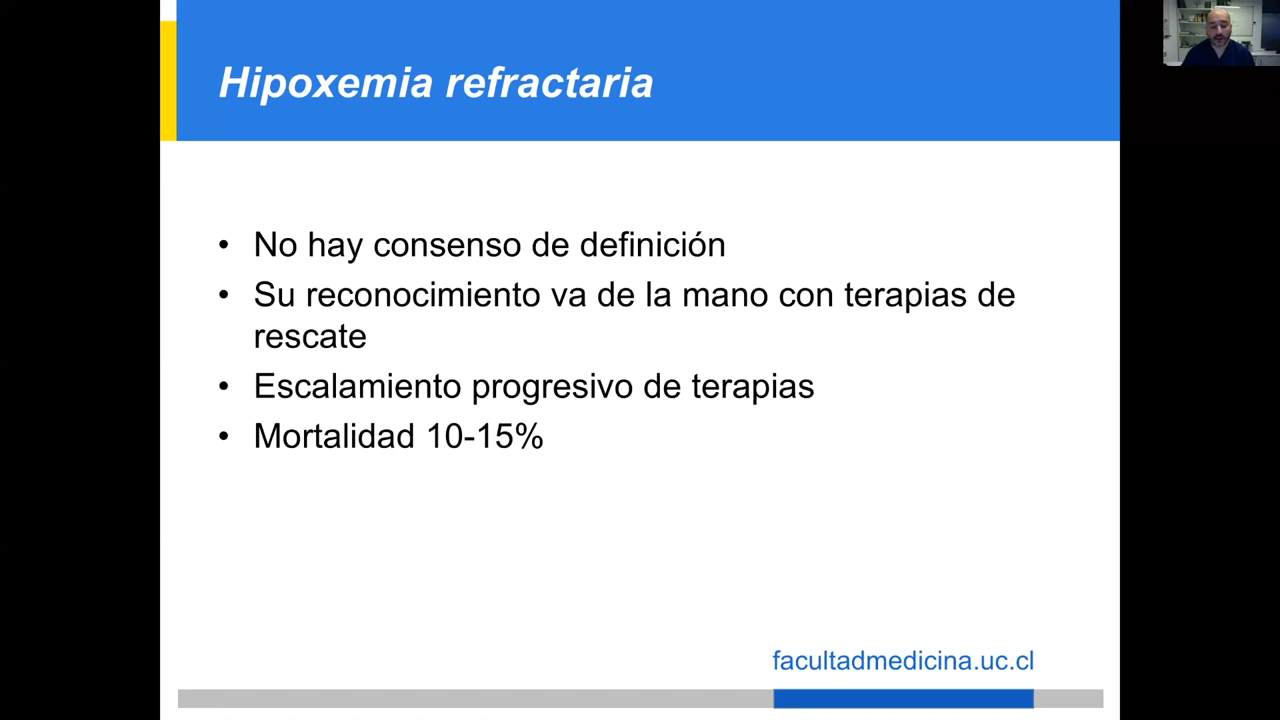 Hipoxemia refractaria
• No hay consenso de definición
• Su reconocimiento va de la mano con terapias de
rescate
• Escalamiento progresivo de terapias
• Mortalidad 10-15%
facultadmedicina.uc.cl